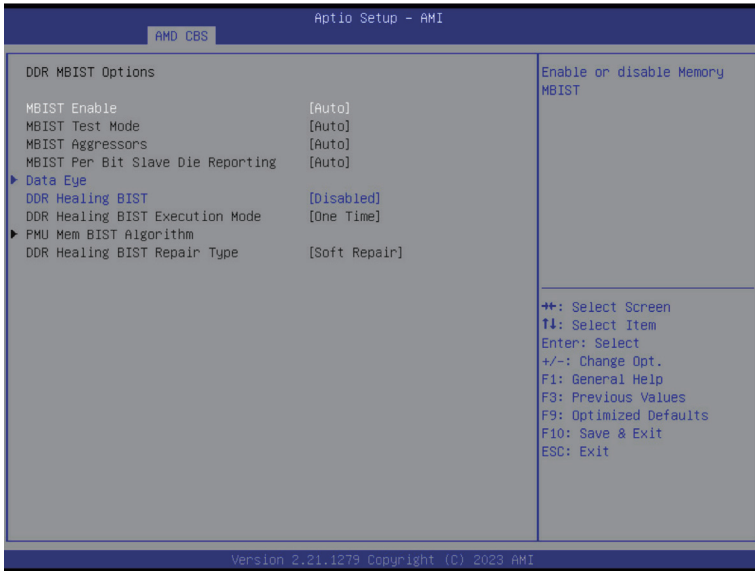 Aptio Setup – AMI
AMD CBS
DDR MBIST Options
MBIST Enable [Auto]
MBIST Test Mode [Auto]
MBIST Aggressors [Auto]
MBIST Per Bit Slave Die Reporting [Auto]
Data Eye
DDR Healing BIST [Disabled]
DDR Healing BIST Execution Mode [One Time]
PMU Mem BIST Algorithm
DDR Healing BIST Repair Type [Soft Repair]
Enable or disable Memory
MBIST
→←: Select Screen
↑↓: Select Item
Enter: Select
+/-: Change Opt.
F1: General Help
F3: Previous Values
F9: Optimized Defaults
F10: Save & Exit
ESC: Exit
Version 2.21.1279 Copyright (C) 2023 AMI